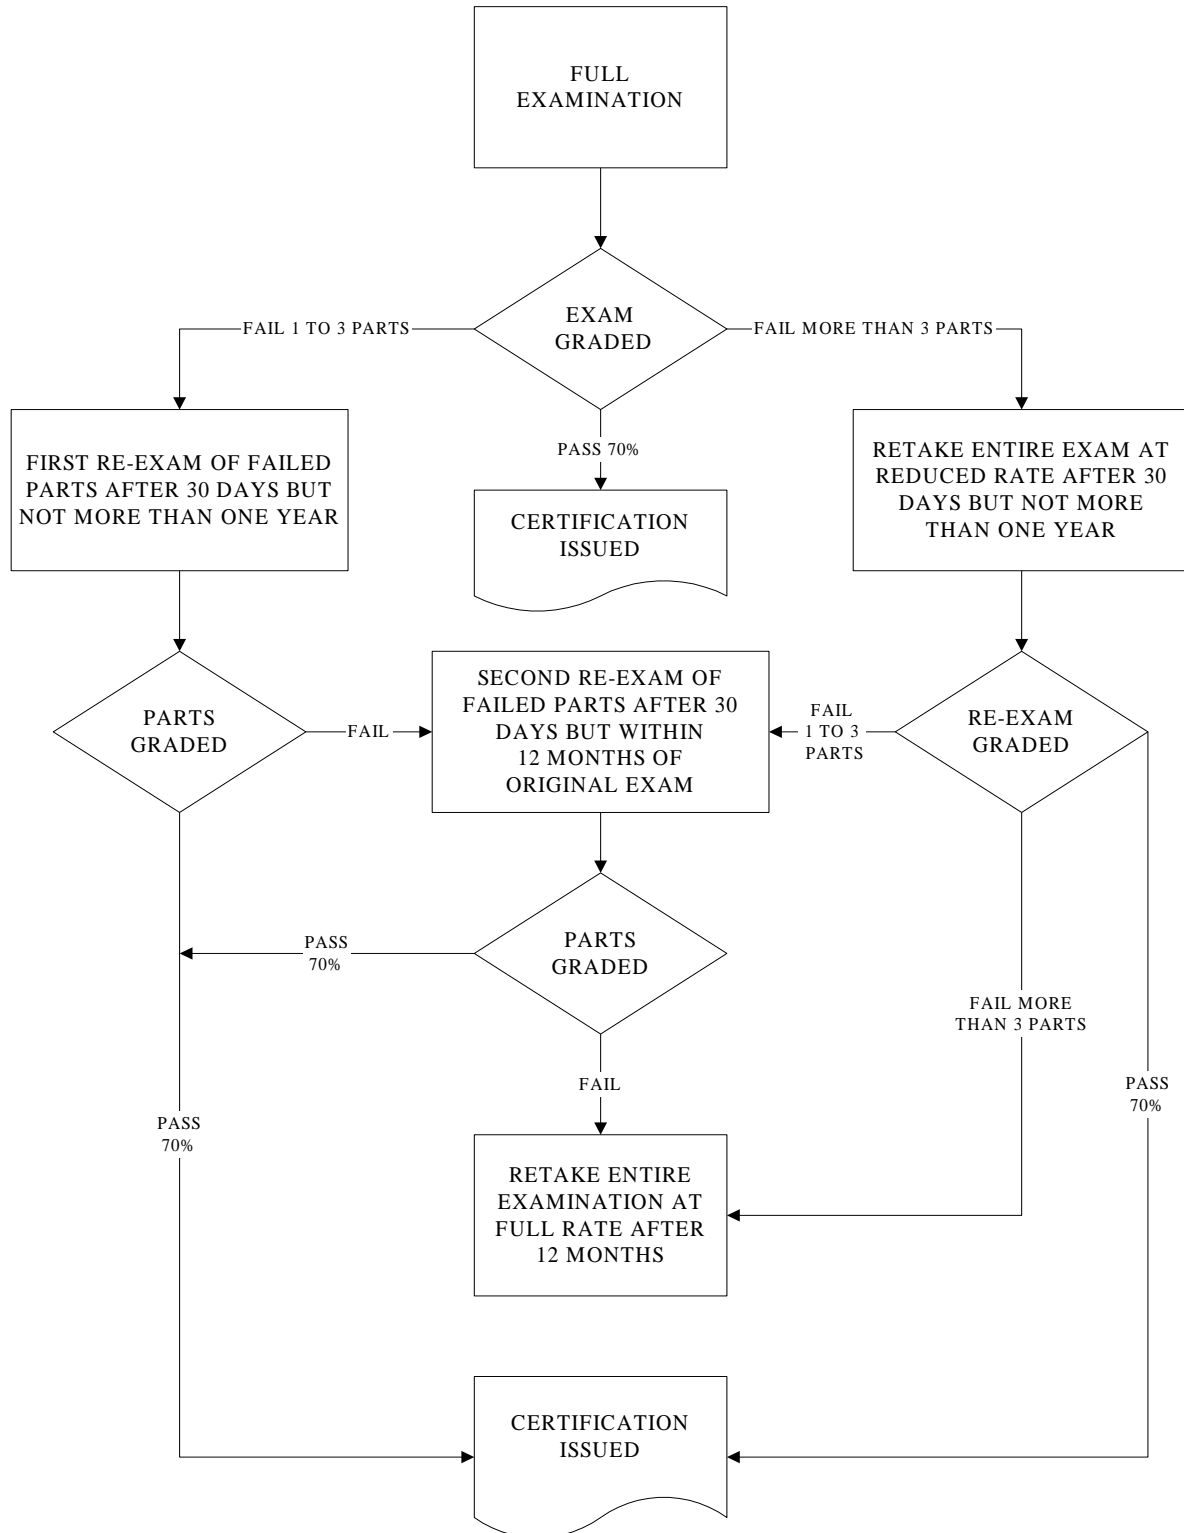 FULL
EXAMINATION
EXAM
GRADED
FAIL 1 TO 3 PARTS
FAIL MORE THAN 3 PARTS
PASS 70%
FIRST RE-EXAM OF FAILED
PARTS AFTER 30 DAYS BUT
NOT MORE THAN ONE YEAR
CERTIFICATION
ISSUED
RETAKE ENTIRE EXAM AT
REDUCED RATE AFTER 30
DAYS BUT NOT MORE
THAN ONE YEAR
PARTS
GRADED
FAIL
SECOND RE-EXAM OF
FAILED PARTS AFTER 30
DAYS BUT WITHIN
12 MONTHS OF
ORIGINAL EXAM
FAIL
1 TO 3
PARTS
RE-EXAM
GRADED
PASS
70%
PARTS
GRADED
FAIL MORE
THAN 3 PARTS
FAIL
PASS
70%
PASS
70%
RETAKE ENTIRE
EXAMINATION AT
FULL RATE AFTER
12 MONTHS
CERTIFICATION
ISSUED